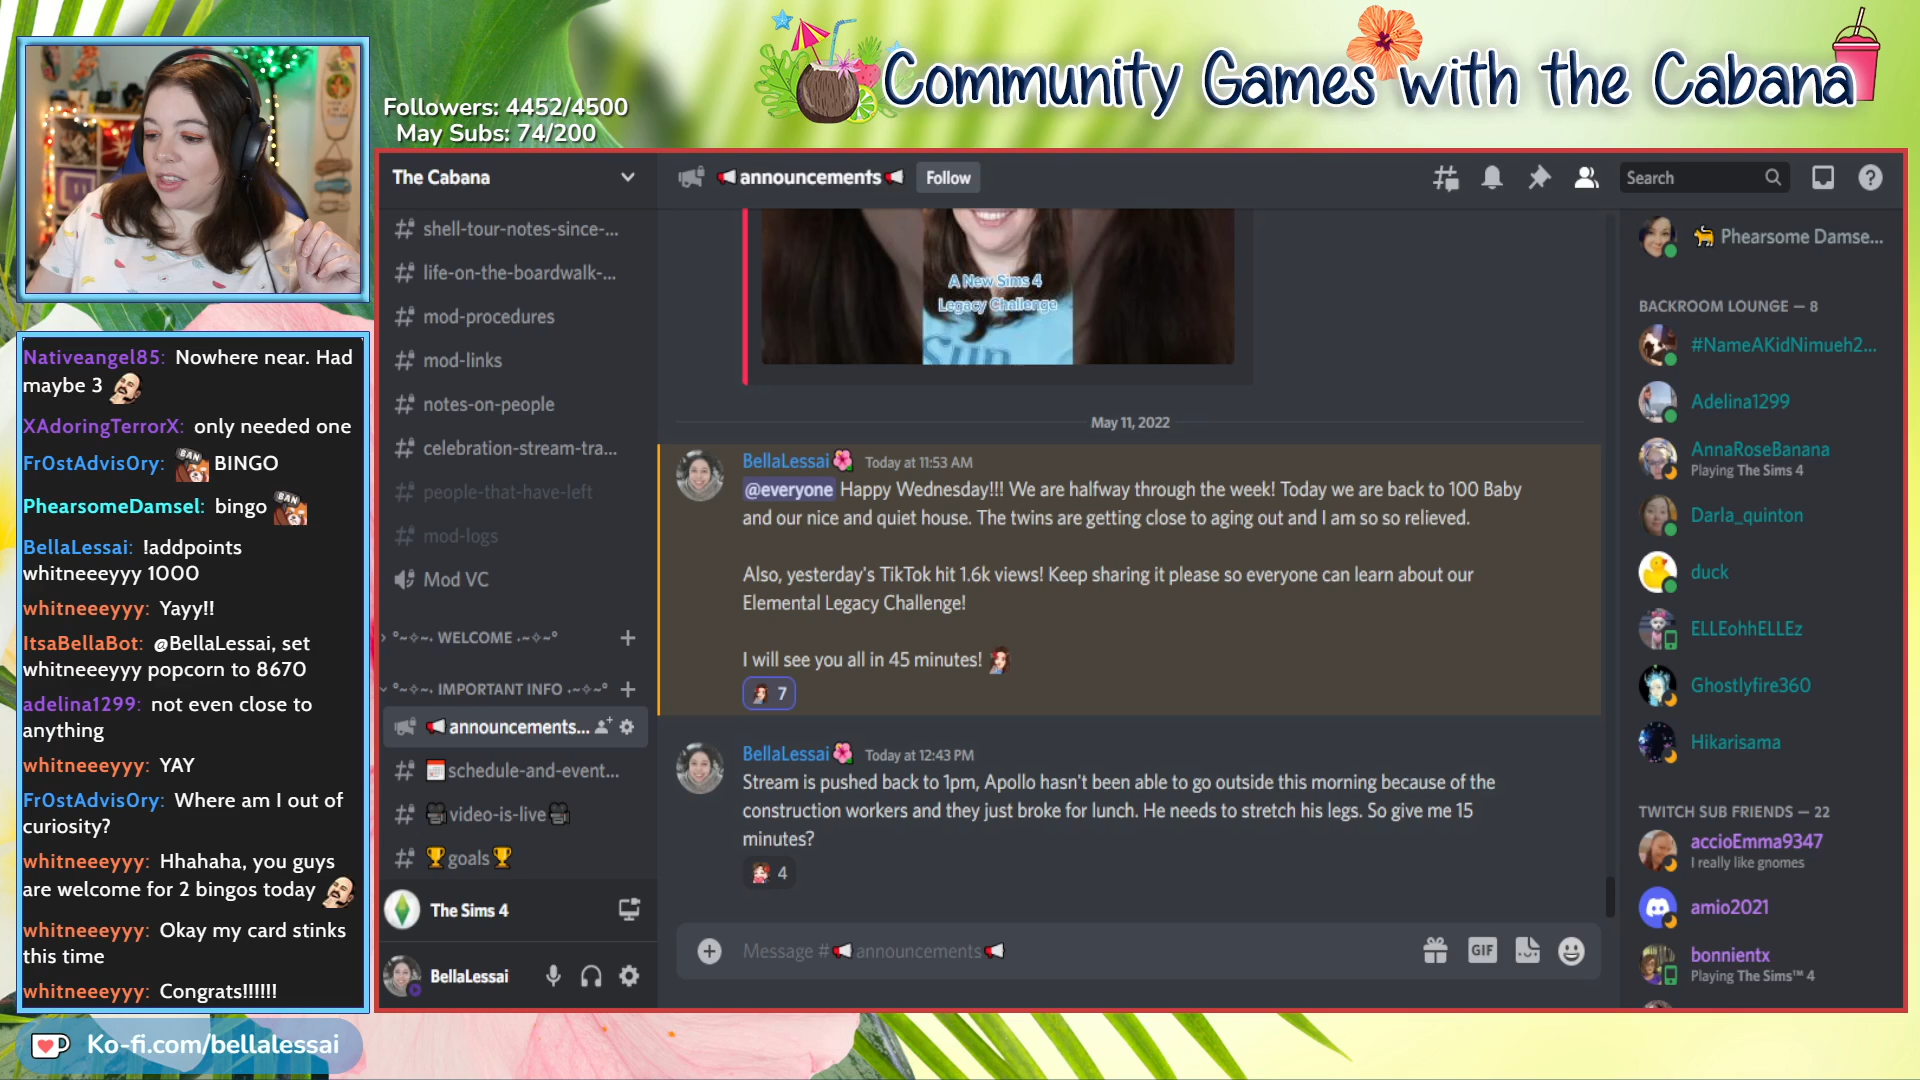 Community Games with the Cabana
Followers: 4452/4500
May Subs: 74/200
Nativeangel85: Nowhere near. Had
maybe 3
XAdoringTerrorX: only needed one
Fr0stAdvis0ry: BAN BINGO
PhearsomeDamsel: bingo BAN
BellaLessai: !addpoints
whitneeeyyy 1000
whitneeeyyy: Yayy!!
ItsaBellaBot: @BellaLessai, set
whitneeeyyy popcorn to 8670
adelina1299: not even close to
anything
whitneeeyyy: YAY
Fr0stAdvis0ry: Where am I out of
curiosity?
whitneeeyyy: Hhahaha, you guys
are welcome for 2 bingos today
whitneeeyyy: Okay my card stinks
this time
whitneeeyyy: Congrats!!!!!!
Ko-fi.com/bellalessai
The Cabana
shell-tour-notes-since-...
life-on-the-boardwalk-...
mod-procedures
mod-links
notes-on-people
celebration-stream-tra...
people-that-have-left
mod-logs
Mod VC
WELCOME
IMPORTANT INFO
announcements...
schedule-and-event...
video-is-live
goals
The Sims 4
BellaLessai
announcements
Follow
Search
A New Sims 4
Legacy Challenge
Sun
May 11, 2022
BellaLessai Today at 11:53 AM
@everyone Happy Wednesday!!! We are halfway through the week! Today we are back to 100 Baby
and our nice and quiet house. The twins are getting close to aging out and I am so so relieved.
Also, yesterday's TikTok hit 1.6k views! Keep sharing it please so everyone can learn about our
Elemental Legacy Challenge!
I will see you all in 45 minutes!
7
BellaLessai Today at 12:43 PM
Stream is pushed back to 1pm, Apollo hasn't been able to go outside this morning because of the
construction workers and they just broke for lunch. He needs to stretch his legs. So give me 15
minutes?
4
Message # announcements
GIF
Phearsome Damse...
BACKROOM LOUNGE — 8
#NameAKidNimueh2...
Adelina1299
AnnaRoseBanana
Playing The Sims 4
Darla_quinton
duck
ELLEohhELLEz
Ghostlyfire360
Hikarisama
TWITCH SUB FRIENDS — 22
accioEmma9347
I really like gnomes
amio2021
bonnientx
Playing The Sims™ 4